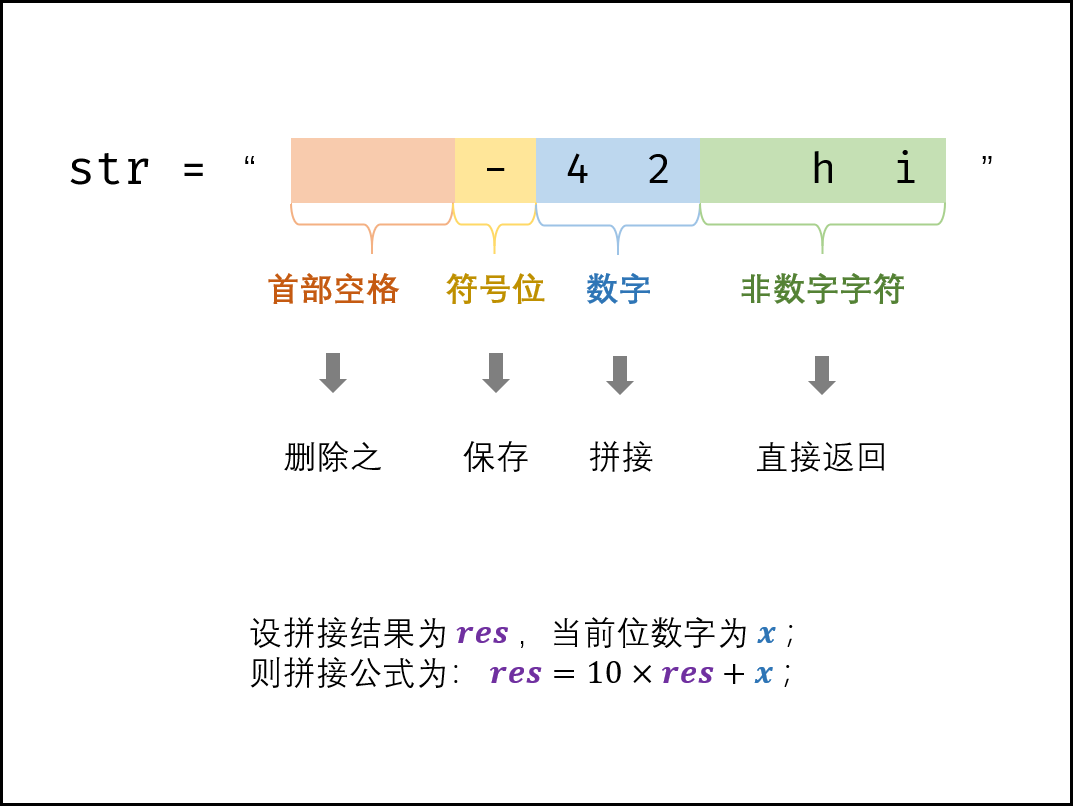 str = “ - 4 2 h i ”
首部空格 符号位 数字 非数字字符
删除之 保存 拼接 直接返回
设拼接结果为 res ，当前位数字为 x ；
则拼接公式为： res = 10 × res + x ；